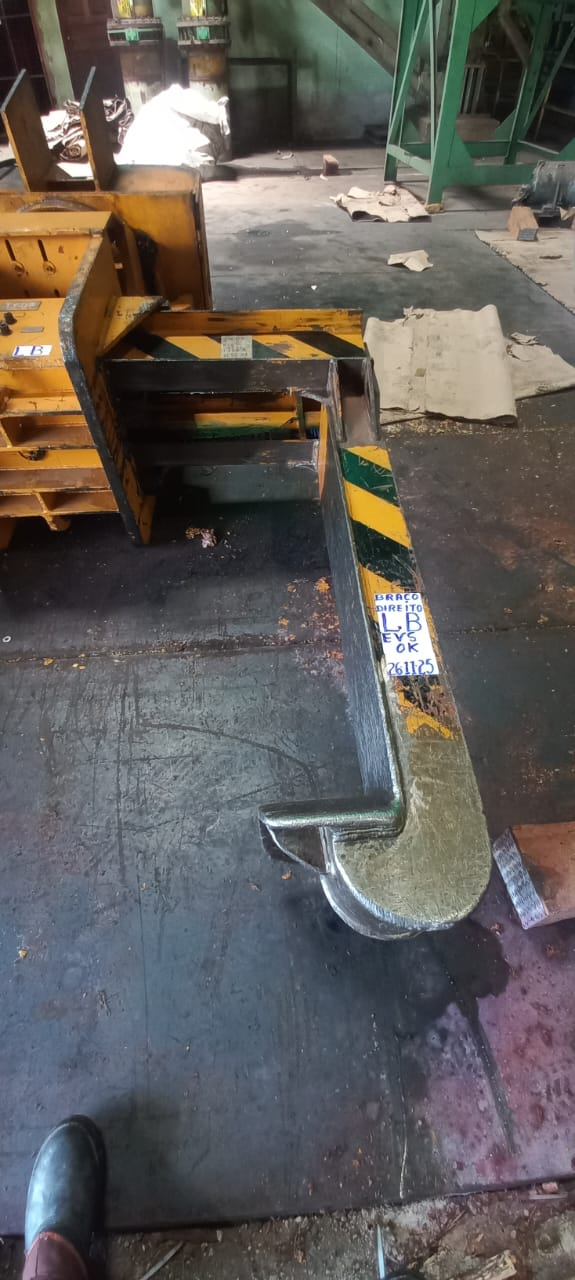 LB
BRAÇO
DIREITO
LB
EVS
OK
261125